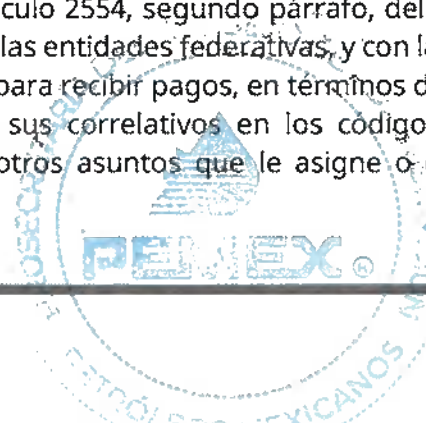 culo 2554, segundo párrafo, del
las entidades federativas, y con la
para recibir pagos, en términos d
sus correlativos en los código
otros asuntos que le asigne o
PEMEX ®
MEXICANOS